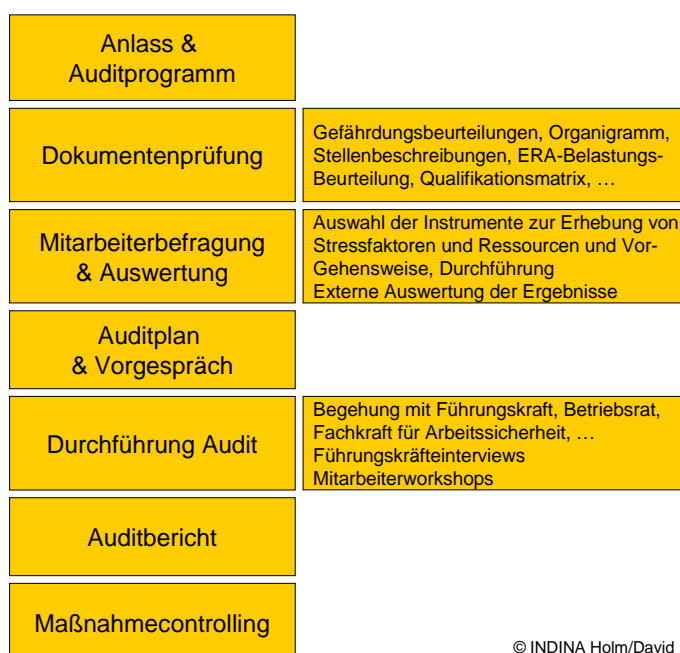 Anlass &
Auditprogramm
Dokumentenprüfung
Gefährdungsbeurteilungen, Organigramm,
Stellenbeschreibungen, ERA-Belastungs-
Beurteilung, Qualifikationsmatrix, …
Mitarbeiterbefragung
& Auswertung
Auswahl der Instrumente zur Erhebung von
Stressfaktoren und Ressourcen und Vor-
Gehensweise, Durchführung
Externe Auswertung der Ergebnisse
Auditplan
& Vorgespräch
Durchführung Audit
Begehung mit Führungskraft, Betriebsrat,
Fachkraft für Arbeitssicherheit, …
Führungskräfteinterviews
Mitarbeiterworkshops
Auditbericht
Maßnahmecontrolling
© INDINA Holm/David